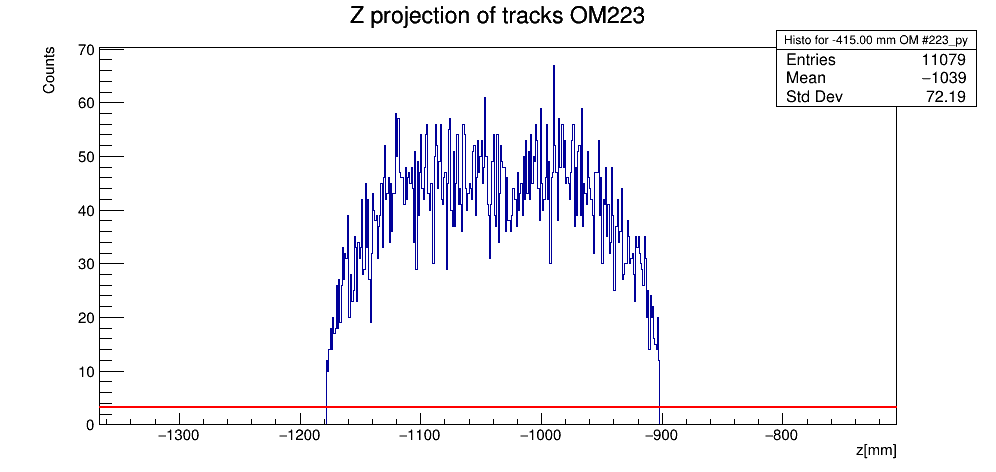 Z projection of tracks OM223
Histo for -415.00 mm OM #223_py
Entries 11079
Mean −1039
Std Dev 72.19
Counts
70
60
50
40
30
20
10
0
−1300 −1200 −1100 −1000 −900 −800
z[mm]